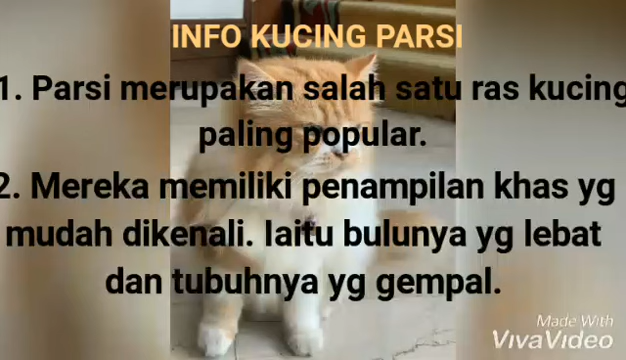 INFO KUCING PARSI
1. Parsi merupakan salah satu ras kucing
paling popular.
2. Mereka memiliki penampilan khas yg
mudah dikenali. Iaitu bulunya yg lebat
dan tubuhnya yg gempal.
Made With
VivaVideo